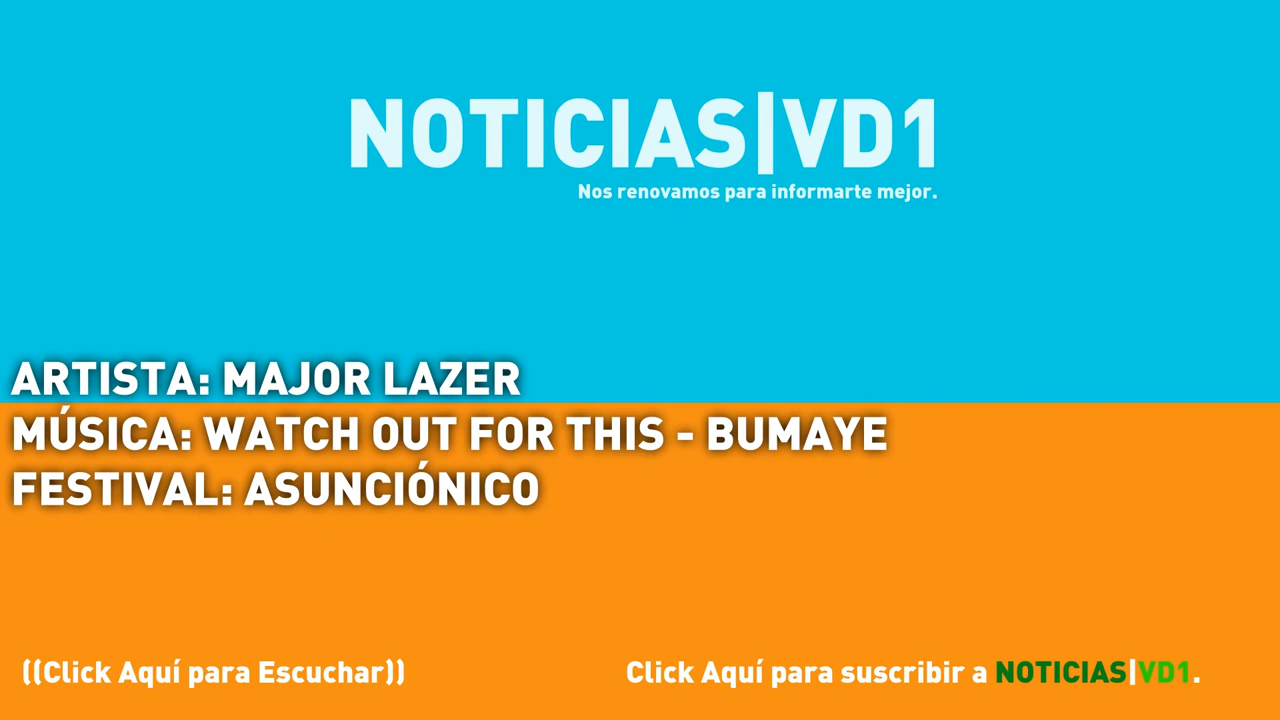 NOTICIAS|VD1
Nos renovamos para informarte mejor.
ARTISTA: MAJOR LAZER
MÚSICA: WATCH OUT FOR THIS - BUMAYE
FESTIVAL: ASUNCIÓNICO
((Click Aquí para Escuchar))
Click Aquí para suscribir a NOTICIAS|VD1.